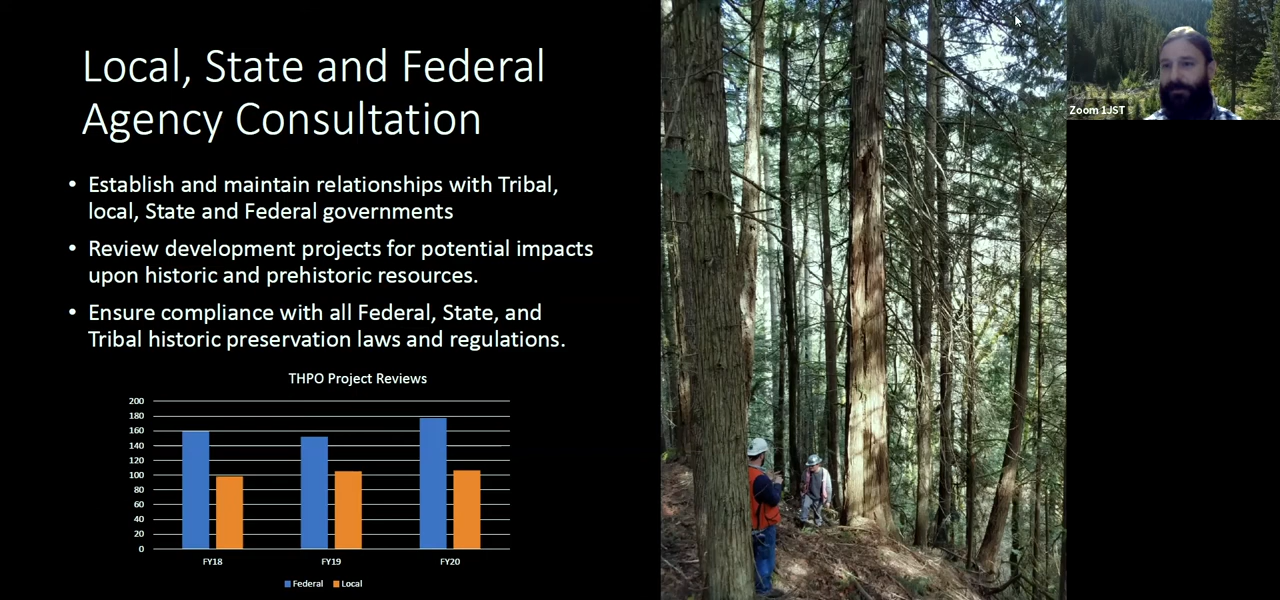 Local, State and Federal
Agency Consultation
• Establish and maintain relationships with Tribal,
local, State and Federal governments
• Review development projects for potential impacts
upon historic and prehistoric resources.
• Ensure compliance with all Federal, State, and
Tribal historic preservation laws and regulations.
THPO Project Reviews
200
180
160
140
120
100
80
60
40
20
0
FY18 FY19 FY20
Federal Local
Zoom 1JST